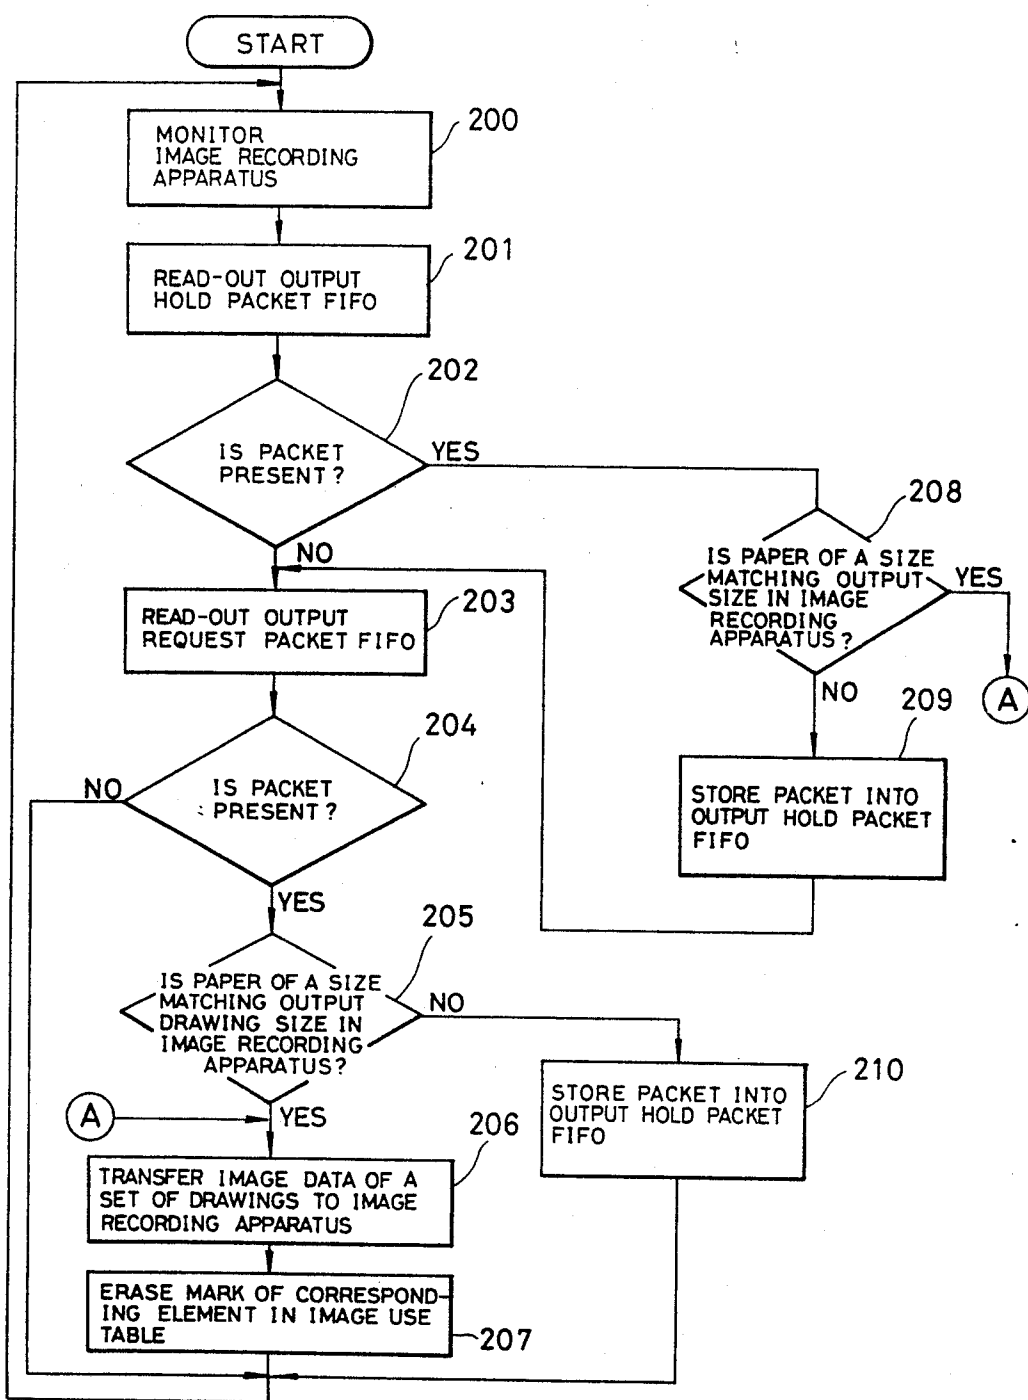 START
200
MONITOR
IMAGE RECORDING
APPARATUS
201
READ-OUT OUTPUT
HOLD PACKET FIFO
202
IS PACKET
PRESENT?
YES
NO
208
IS PAPER OF A SIZE
MATCHING OUTPUT
SIZE IN IMAGE
RECORDING
APPARATUS?
YES
A
NO
203
READ-OUT OUTPUT
REQUEST PACKET FIFO
204
IS PACKET
PRESENT?
NO
YES
209
STORE PACKET INTO
OUTPUT HOLD PACKET
FIFO
205
IS PAPER OF A SIZE
MATCHING OUTPUT
DRAWING SIZE IN
IMAGE RECORDING
APPARATUS?
NO
YES
A
210
STORE PACKET INTO
OUTPUT HOLD PACKET
FIFO
206
TRANSFER IMAGE DATA OF A
SET OF DRAWINGS TO IMAGE
RECORDING APPARATUS
ERASE MARK OF CORRESPOND-
ING ELEMENT IN IMAGE USE
TABLE
207